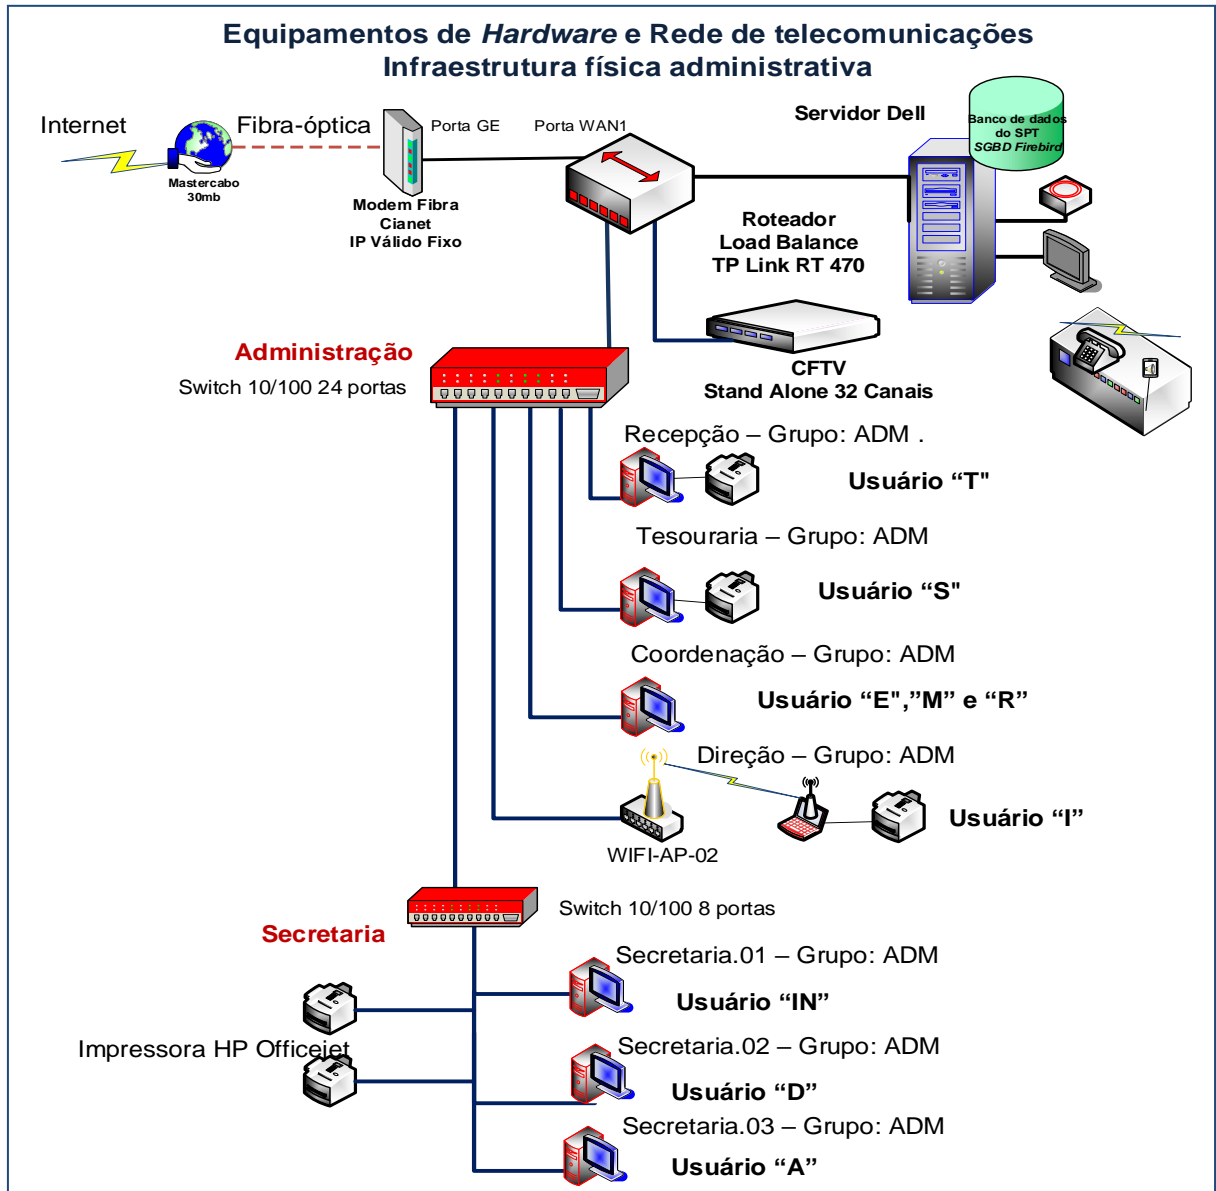 Equipamentos de Hardware e Rede de telecomunicações
Infraestrutura física administrativa
Internet
Fibra-óptica
Porta GE
Porta WAN1
Servidor Dell
Banco de dados
do SPT
SGBD Firebird
Mastercabo
30mb
Modem Fibra
Cianet
IP Válido Fixo
Roteador
Load Balance
TP Link RT 470
Administração
Switch 10/100 24 portas
CFTV
Stand Alone 32 Canais
Recepção – Grupo: ADM .
Usuário “T"
Tesouraria – Grupo: ADM
Usuário “S"
Coordenação – Grupo: ADM
Usuário “E",”M” e “R”
Direção – Grupo: ADM
Usuário “I”
WIFI-AP-02
Switch 10/100 8 portas
Secretaria
Secretaria.01 – Grupo: ADM
Usuário “IN”
Impressora HP Officejet
Secretaria.02 – Grupo: ADM
Usuário “D”
Secretaria.03 – Grupo: ADM
Usuário “A”